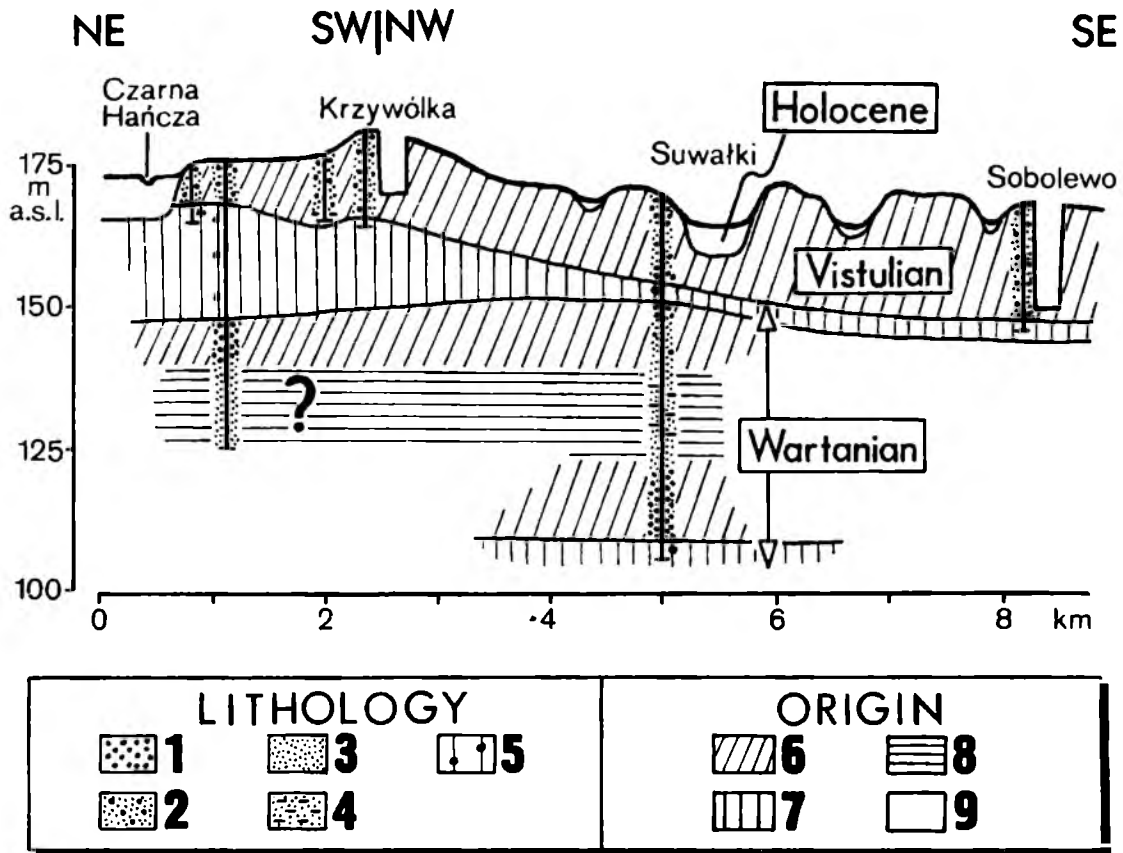 NE SW|NW SE
Czarna
Hańcza
Krzywólka
Holocene
Suwałki
Sobolewo
175
m
a.s.l.
Vistulian
150
?
125
Wartanian
100
0 2 4 6 8 km
LITHOLOGY ORIGIN
1 3 5 6 8
2 4 7 9